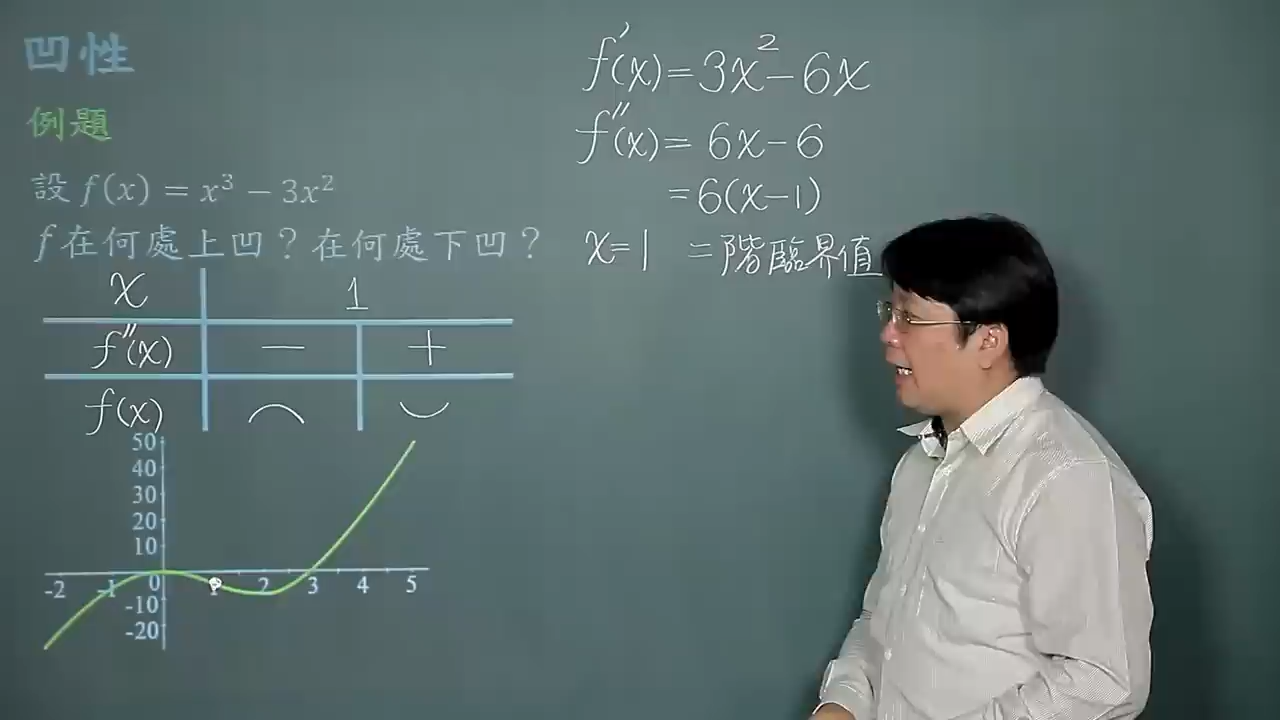 凹性
例題
設 f(x) = x³ − 3x²
f 在何處上凹？在何處下凹？
x 1
f″(x) − +
f(x)
50
40
30
20
10
-2 -1 0 1 2 3 4 5
-10
-20
f′(x) = 3x² − 6x
f″(x) = 6x − 6
= 6(x − 1)
x = 1 二階臨界值